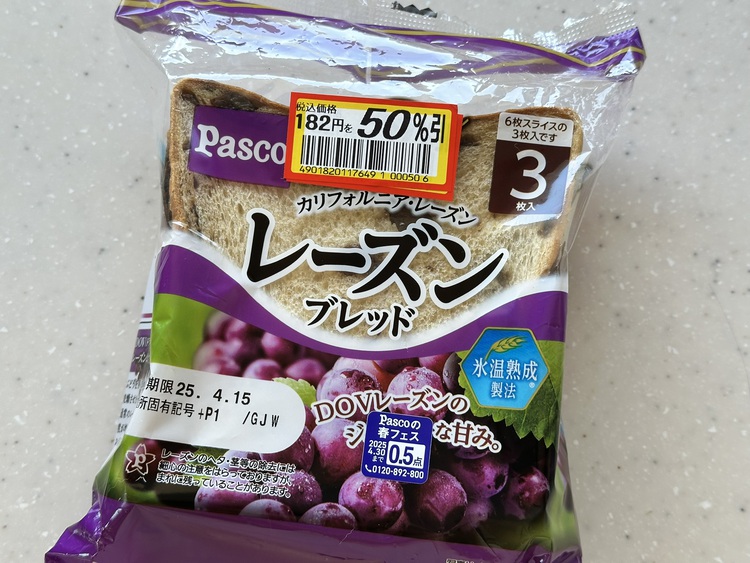 税込価格
182円を 50%引
4901820117649 1 00050 6
Pasco
6枚スライスの
3枚入です
3
枚入
カリフォルニア・レーズン
レーズン
ブレッド
氷温熟成
製法
期限25. 4.15
所固有記号+P1 /GJW
DOVレーズンの
ジ な甘み。
Pascoの
春フェス
2025
4.30
まで
0.5点
0120-892-800
レーズンのヘタ・茎等の除去には
細心の注意をはらっておりますが、
まれに残っていることがあります。